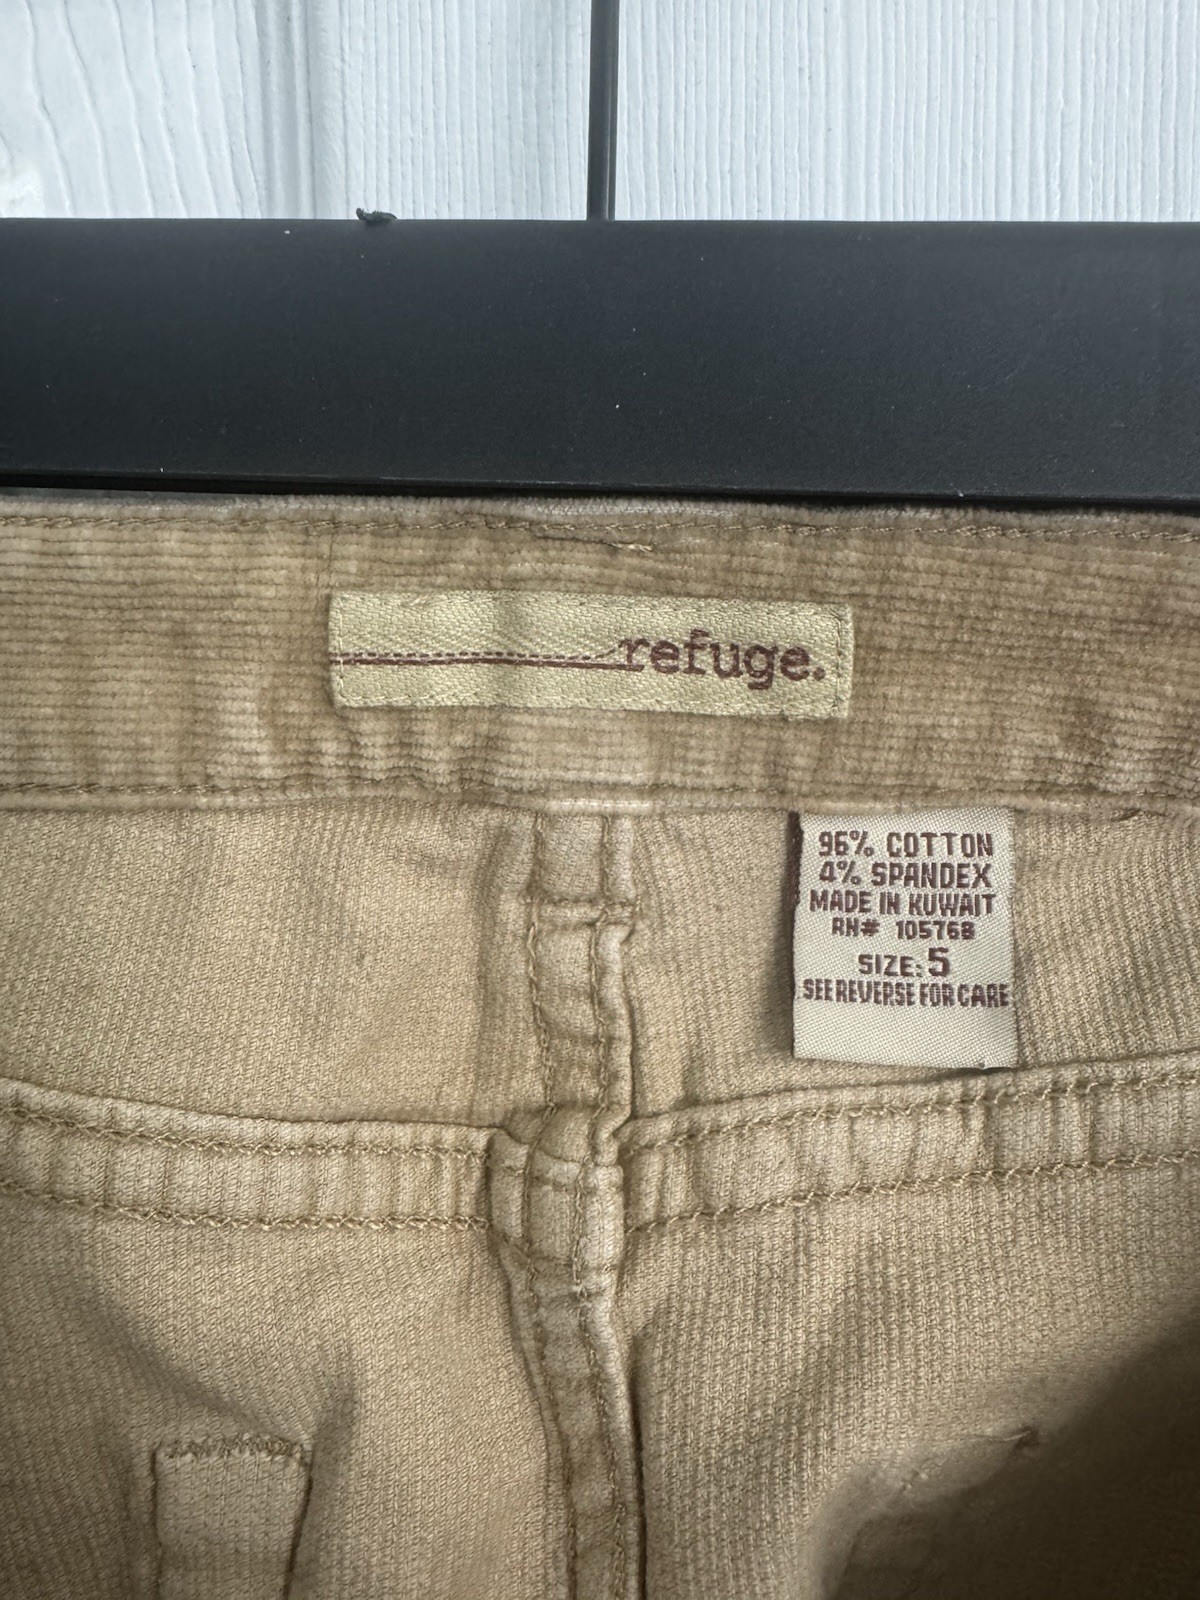 refuge.
96% COTTON
4% SPANDEX
MADE IN KUWAIT
RN# 105768
SIZE: 5
SEE REVERSE FOR CARE